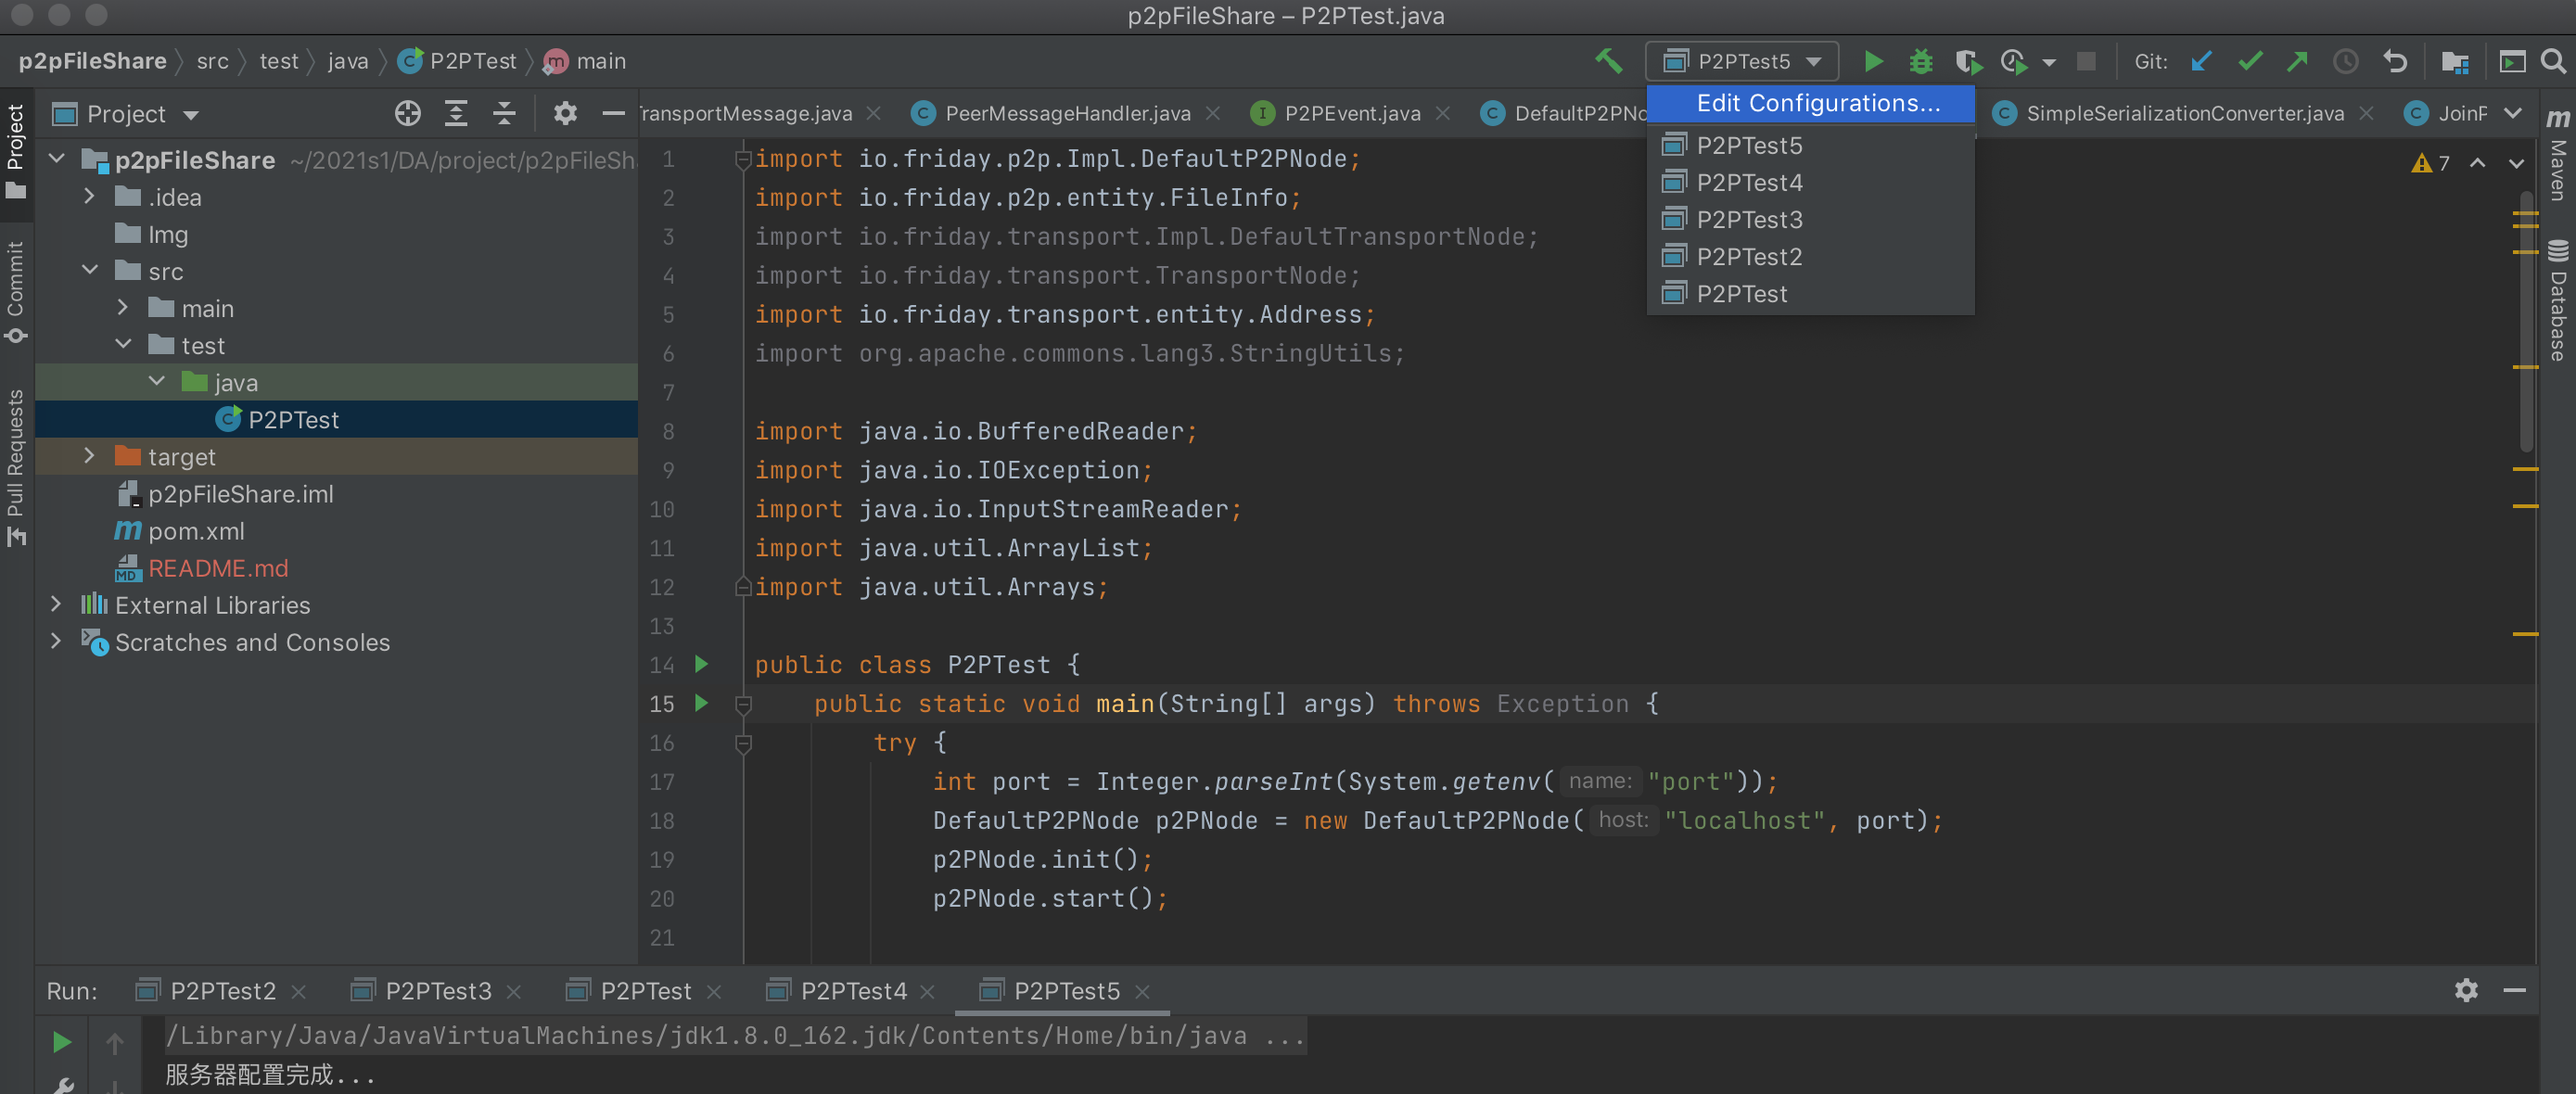 p2pFileShare – P2PTest.java
p2pFileShare src test java P2PTest main
P2PTest5 Git:
Edit Configurations...
P2PTest5
P2PTest4
P2PTest3
P2PTest2
P2PTest
Project
Commit
Pull Requests
Project
p2pFileShare ~/2021s1/DA/project/p2pFileSh
.idea
Img
src
main
test
java
P2PTest
target
p2pFileShare.iml
pom.xml
README.md
External Libraries
Scratches and Consoles
TransportMessage.java PeerMessageHandler.java P2PEvent.java DefaultP2PNo SimpleSerializationConverter.java JoinP
7
1 import io.friday.p2p.Impl.DefaultP2PNode;
2 import io.friday.p2p.entity.FileInfo;
3 import io.friday.transport.Impl.DefaultTransportNode;
4 import io.friday.transport.TransportNode;
5 import io.friday.transport.entity.Address;
6 import org.apache.commons.lang3.StringUtils;
7
8 import java.io.BufferedReader;
9 import java.io.IOException;
10 import java.io.InputStreamReader;
11 import java.util.ArrayList;
12 import java.util.Arrays;
13
14 public class P2PTest {
15 public static void main(String[] args) throws Exception {
16 try {
17 int port = Integer.parseInt(System.getenv( name: "port"));
18 DefaultP2PNode p2PNode = new DefaultP2PNode( host: "localhost", port);
19 p2PNode.init();
20 p2PNode.start();
21
Maven
Database
Run: P2PTest2 P2PTest3 P2PTest P2PTest4 P2PTest5
/Library/Java/JavaVirtualMachines/jdk1.8.0_162.jdk/Contents/Home/bin/java ...
服务器配置完成...